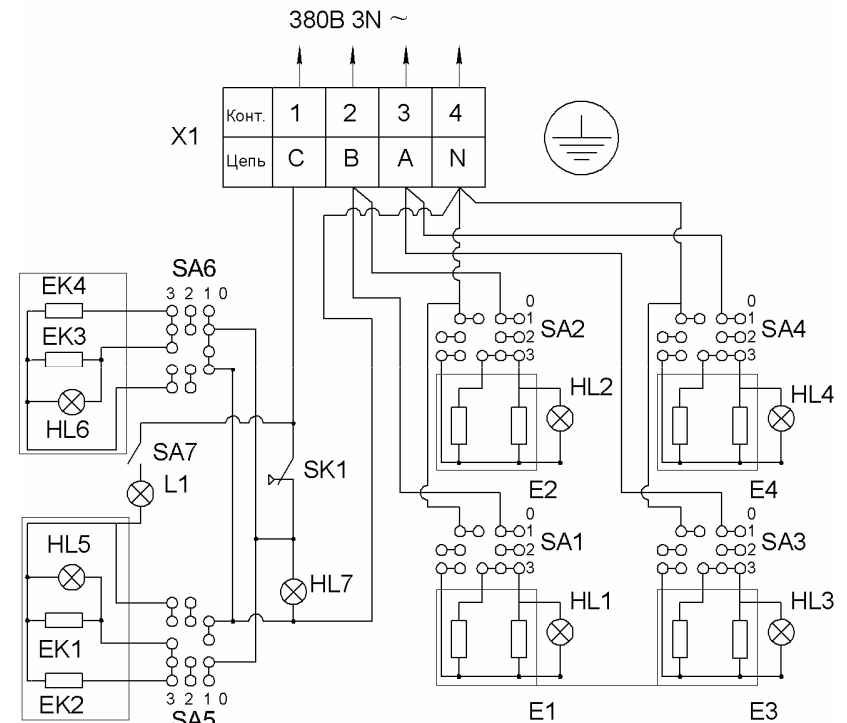 380В 3N ~
X1
Конт. 1 2 3 4
Цепь C B A N
SA6
EK4
3 2 1 0
EK3
HL6
SA7
L1
SK1
HL5
HL7
EK1
EK2
3 2 1 0
SA5
0
1
SA2
2
3
HL2
E2
0
1
SA4
2
3
HL4
E4
0
1
SA1
2
3
HL1
E1
0
1
SA3
2
3
HL3
E3